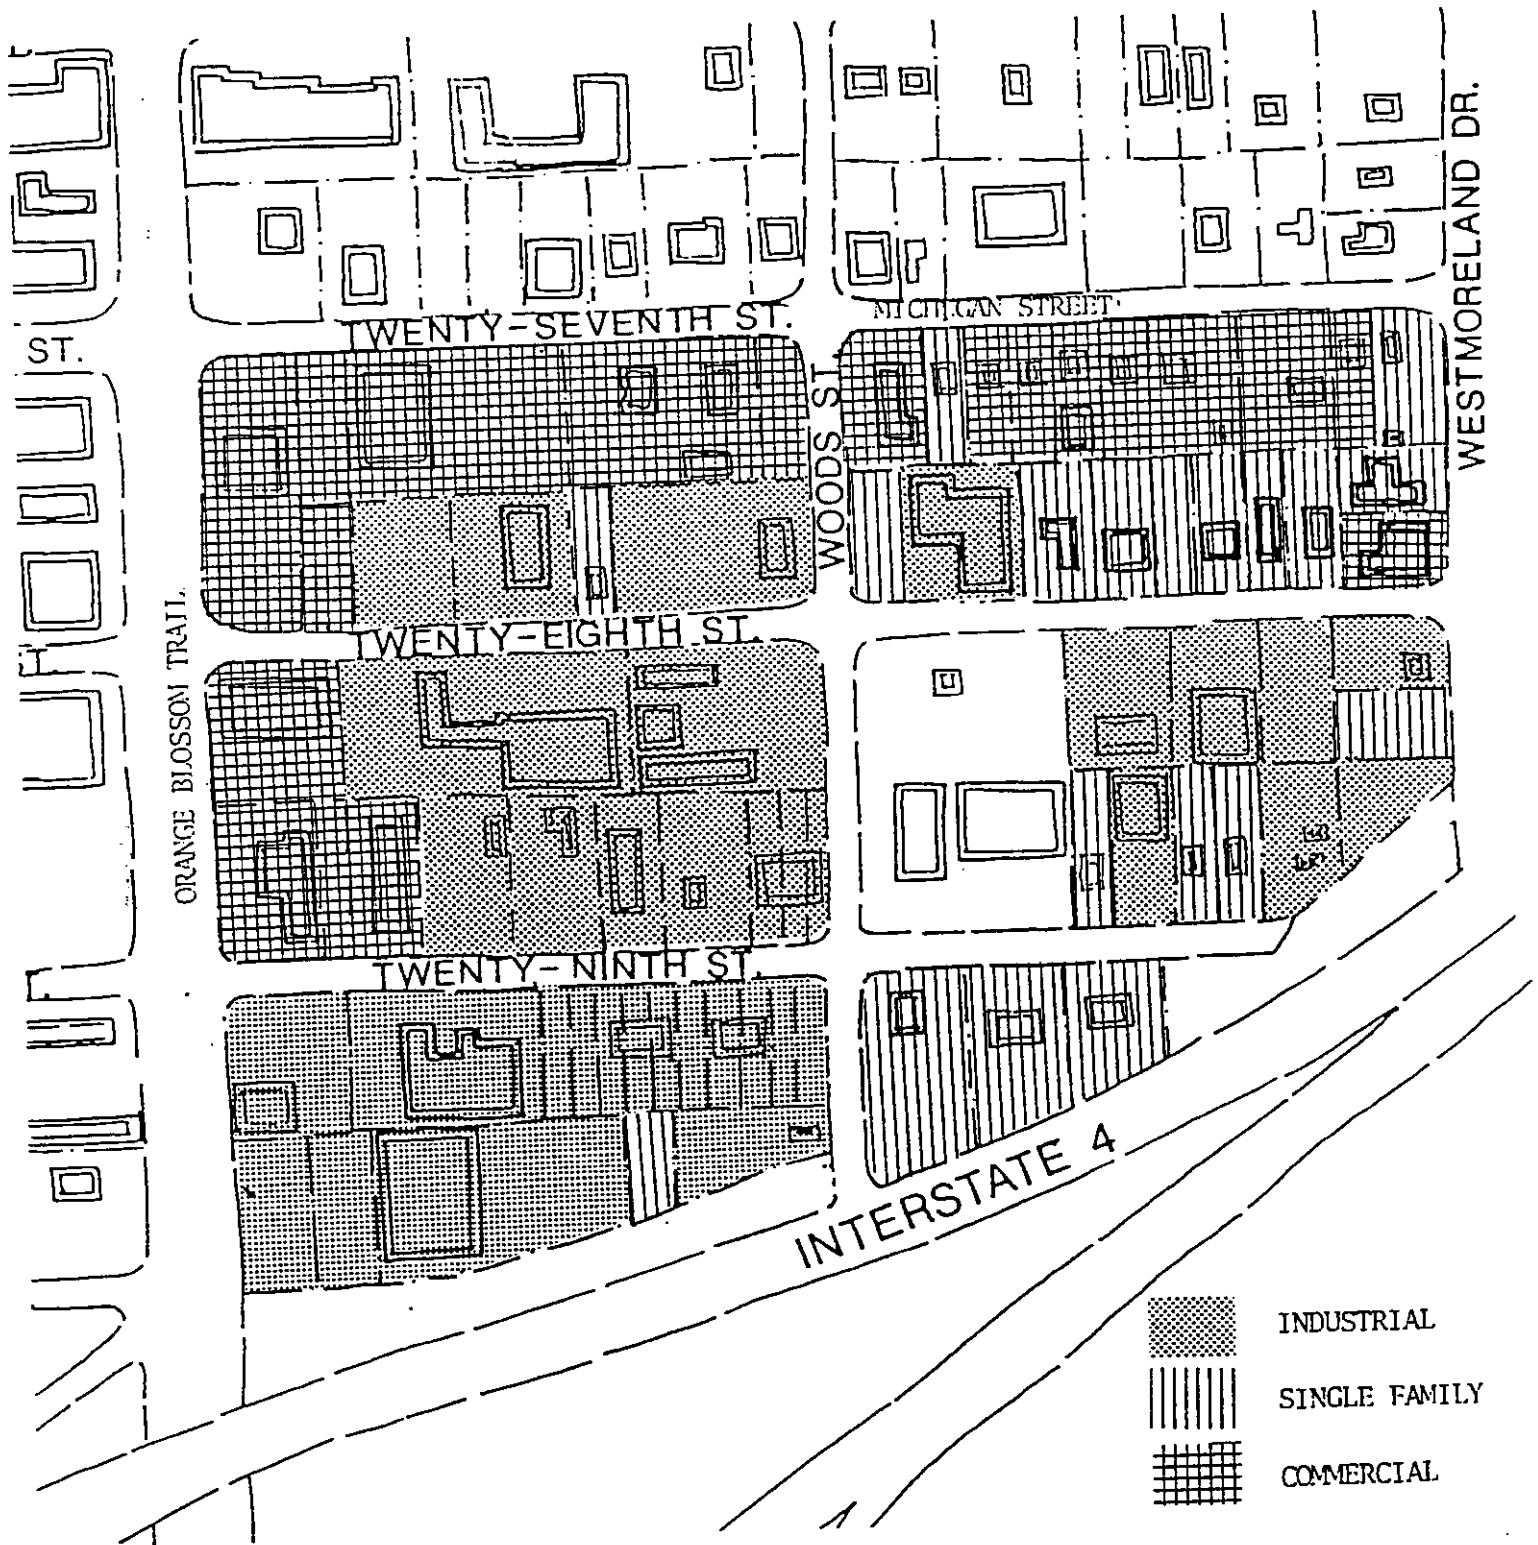 WESTMORELAND DR.
MICHIGAN STREET
TWENTY-SEVENTH ST.
ST.
WOODS ST.
ORANGE BLOSSOM TRAIL
TWENTY-EIGHTH ST.
TWENTY-NINTH ST.
INTERSTATE 4
INDUSTRIAL
SINGLE FAMILY
COMMERCIAL